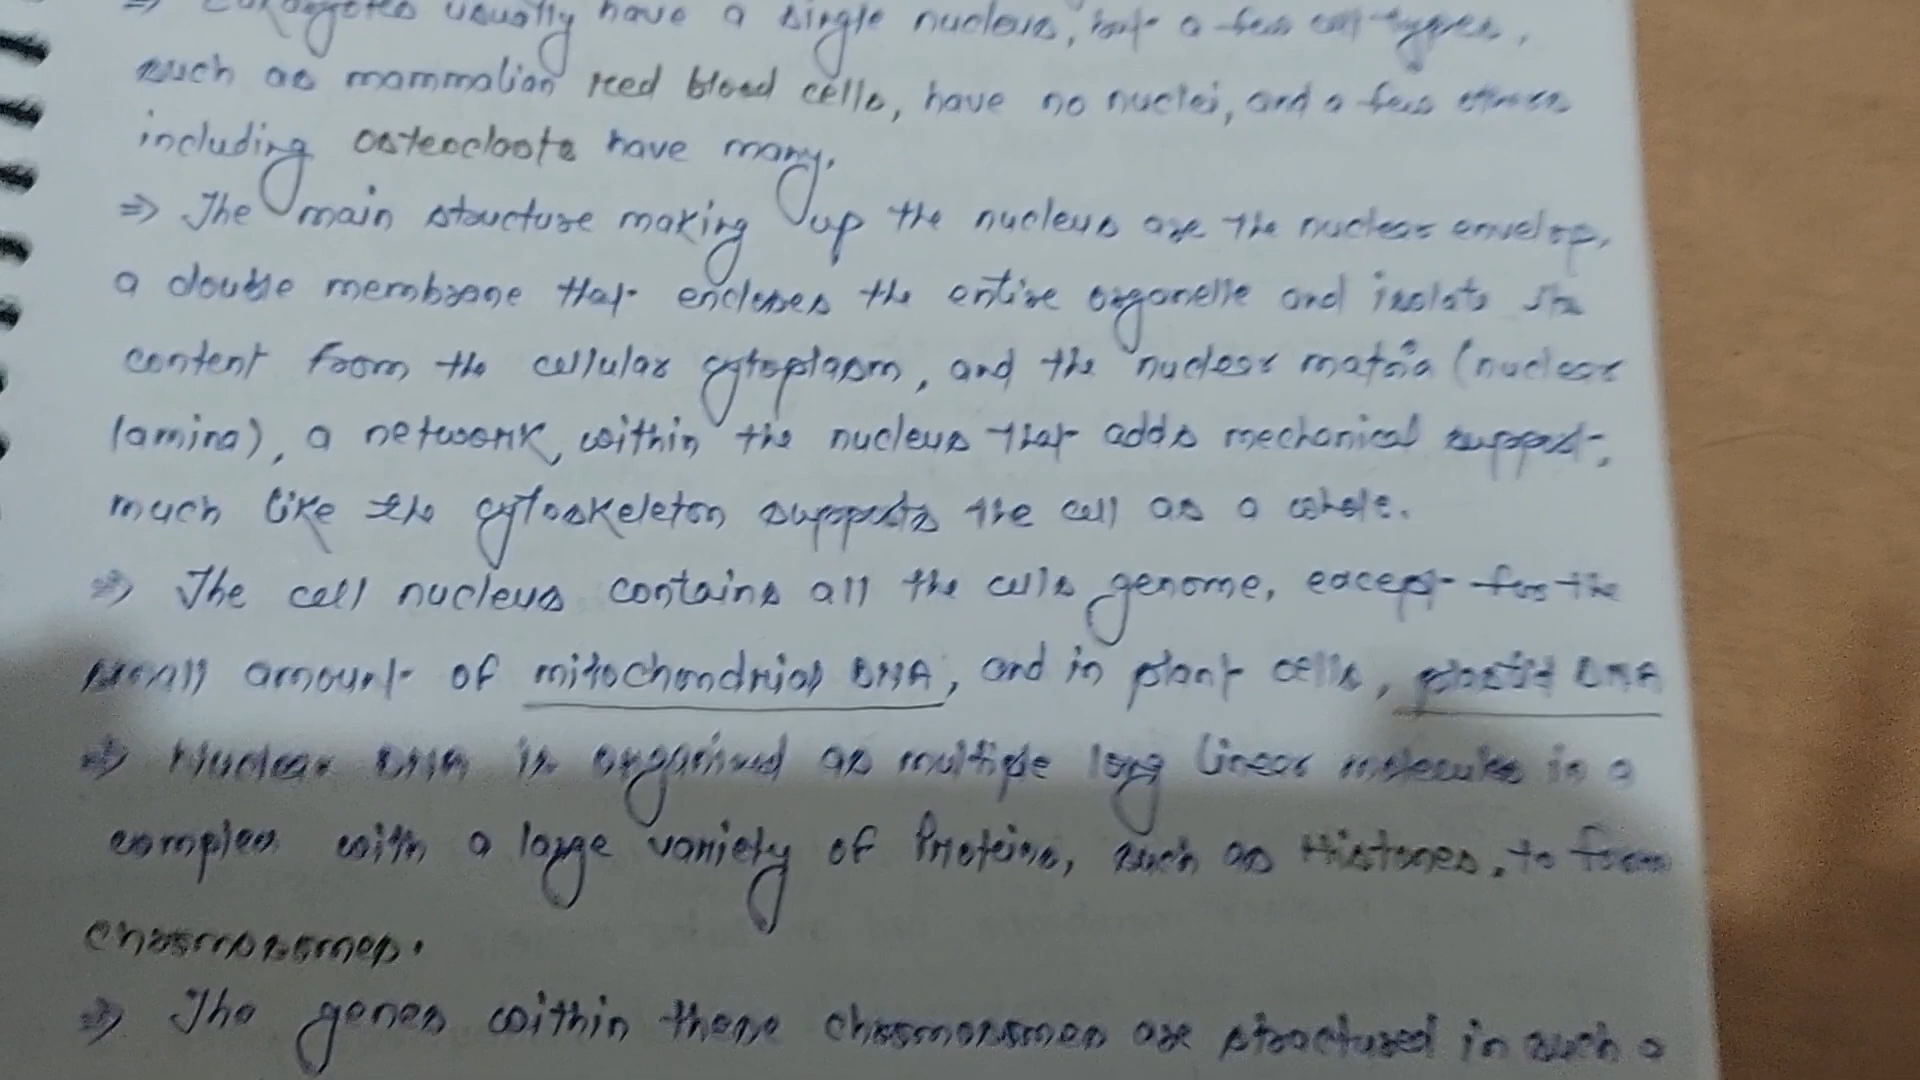 ⇒ Eukaryotes usually have a single nucleus, but a few cell types,
such as mammalian red blood cells, have no nuclei, and a few others
including osteoclasts have many.
⇒ The main structure making up the nucleus are the nuclear envelop,
a double membrane that encloses the entire organelle and isolate its
content from the cellular cytoplasm, and the nuclear matrix (nuclear
lamina), a network within the nucleus that adds mechanical support,
much like the cytoskeleton supports the cell as a whole.
⇒ The cell nucleus contains all the cells genome, except for the
small amount of mitochondrial DNA, and in plant cells, plastid DNA
⇒ Nuclear DNA is organised as multiple long linear molecules in a
complex with a large variety of Proteins, such as Histones, to form
chromosomes.
⇒ The genes within these chromosomes are structured in such a